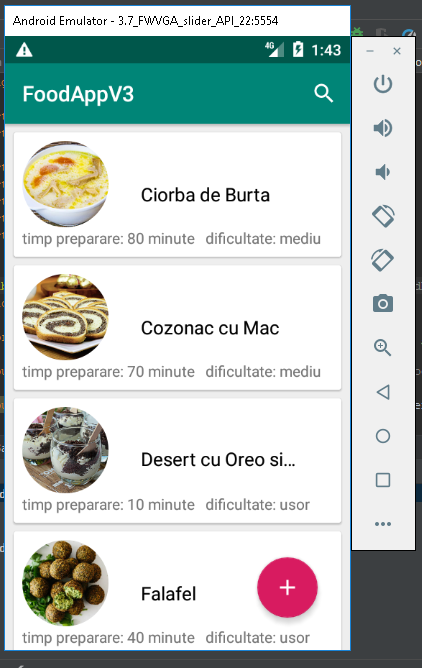 Android Emulator - 3.7_FWVGA_slider_API_22:5554
4G 1:43
FoodAppV3
Ciorba de Burta
timp preparare: 80 minute dificultate: mediu
Cozonac cu Mac
timp preparare: 70 minute dificultate: mediu
Desert cu Oreo si...
timp preparare: 10 minute dificultate: usor
Falafel
timp preparare: 40 minute dificultate: usor